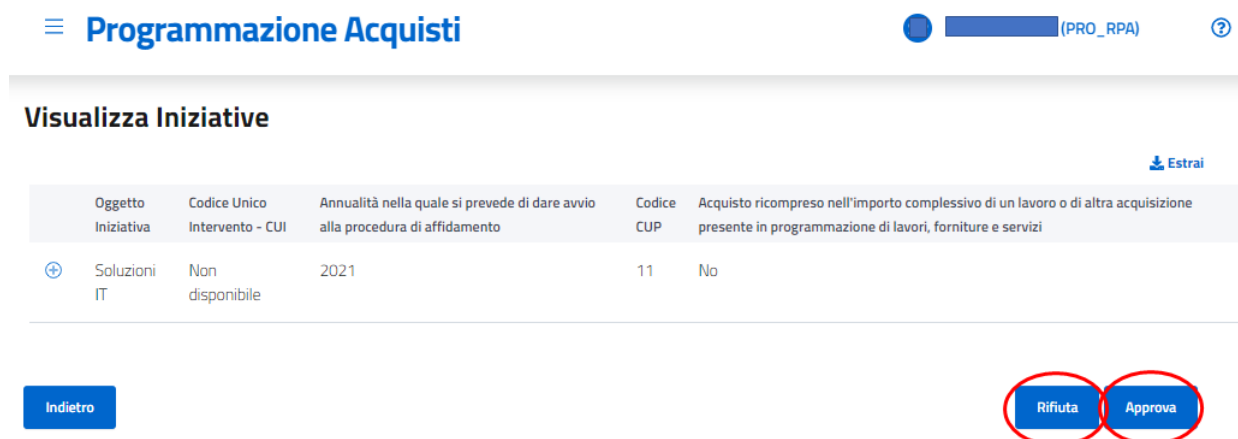 Programmazione Acquisti
(PRO_RPA)
Visualizza Iniziative
Estrai
Oggetto Iniziativa
Codice Unico Intervento - CUI
Annualità nella quale si prevede di dare avvio alla procedura di affidamento
Codice CUP
Acquisto ricompreso nell'importo complessivo di un lavoro o di altra acquisizione presente in programmazione di lavori, forniture e servizi
Soluzioni IT
Non disponibile
2021
11
No
Indietro
Rifiuta
Approva